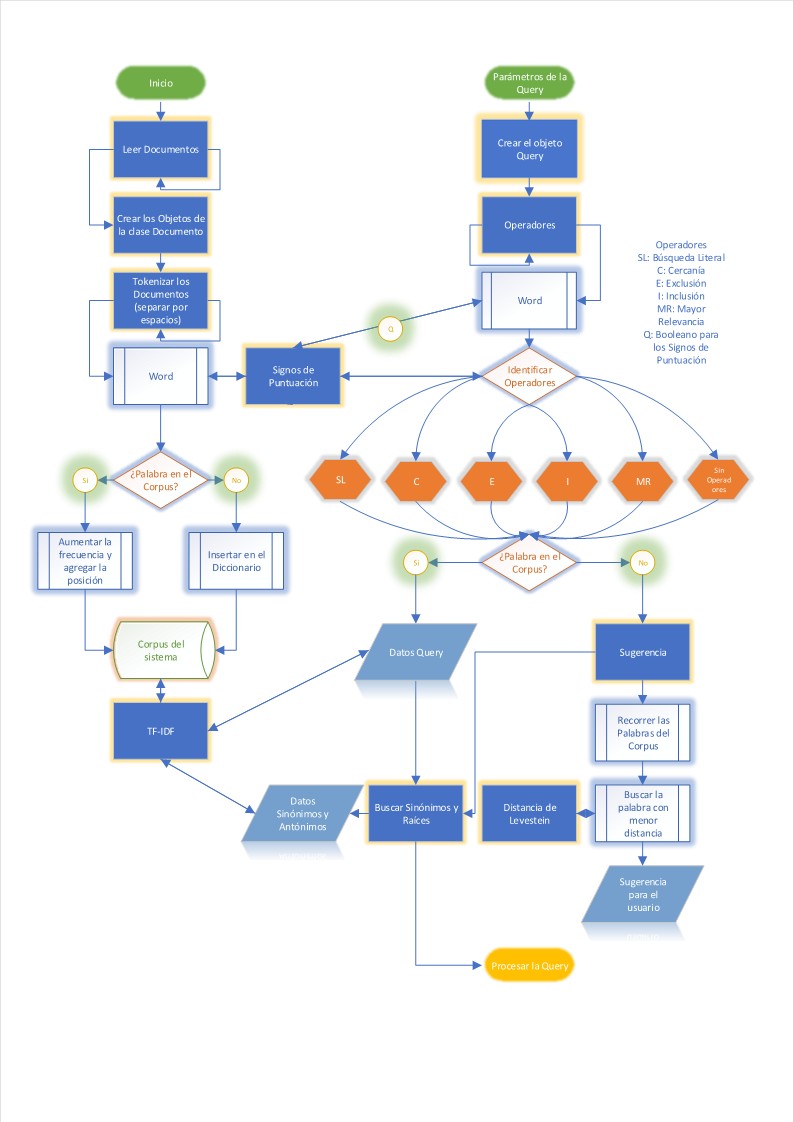 Inicio
Parámetros de la
Query
Leer Documentos
Crear el objeto
Query
Crear los Objetos de
la clase Documento
Operadores
Operadores
SL: Búsqueda Literal
C: Cercanía
E: Exclusión
I: Inclusión
MR: Mayor
Relevancia
Q: Booleano para
los Signos de
Puntuación
Tokenizar los
Documentos
(separar por
espacios)
Word
Q
Word
Signos de
Puntuación
Identificar
Operadores
¿Palabra en el
Corpus?
Si
No
SL
C
E
I
MR
Sin
Operad
ores
Aumentar la
frecuencia y
agregar la
posición
Insertar en el
Diccionario
¿Palabra en el
Corpus?
Si
No
Corpus del
sistema
Datos Query
Sugerencia
TF-IDF
Recorrer las
Palabras del
Corpus
Datos
Sinónimos y
Antónimos
Buscar Sinónimos y
Raíces
Distancia de
Levestein
Buscar la
palabra con
menor
distancia
Sugerencia
para el
usuario
Procesar la Query